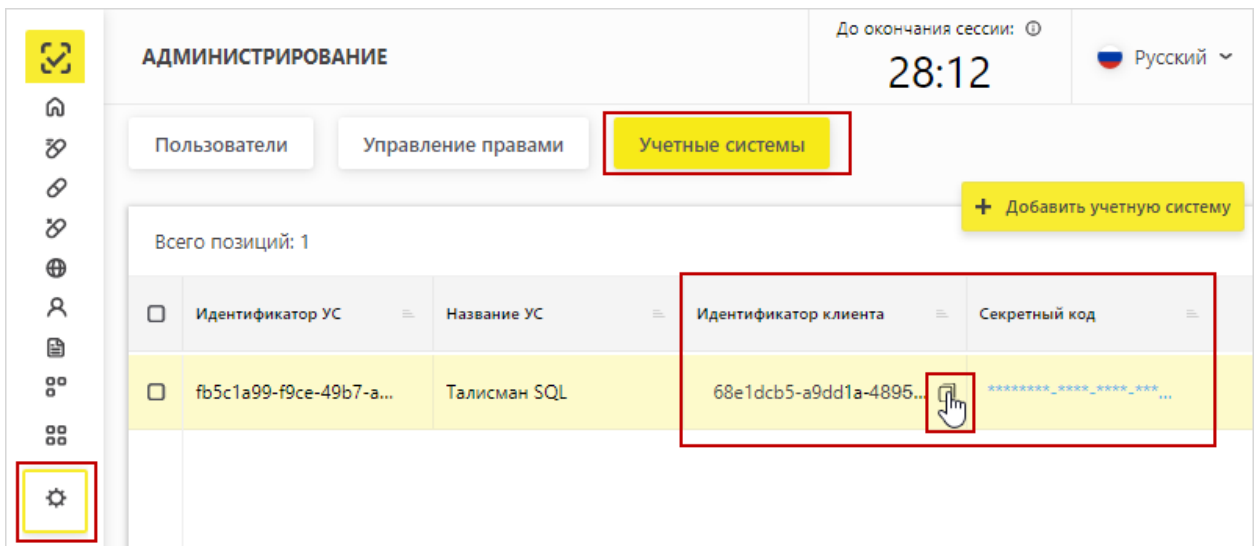 До окончания сессии:
АДМИНИСТРИРОВАНИЕ
28:12
Русский
Пользователи
Управление правами
Учетные системы
+ Добавить учетную систему
Всего позиций: 1
Идентификатор УС
Название УС
Идентификатор клиента
Секретный код
fb5c1a99-f9ce-49b7-a...
Талисман SQL
68e1dcb5-a9dd1a-4895...
********-****-****-***...